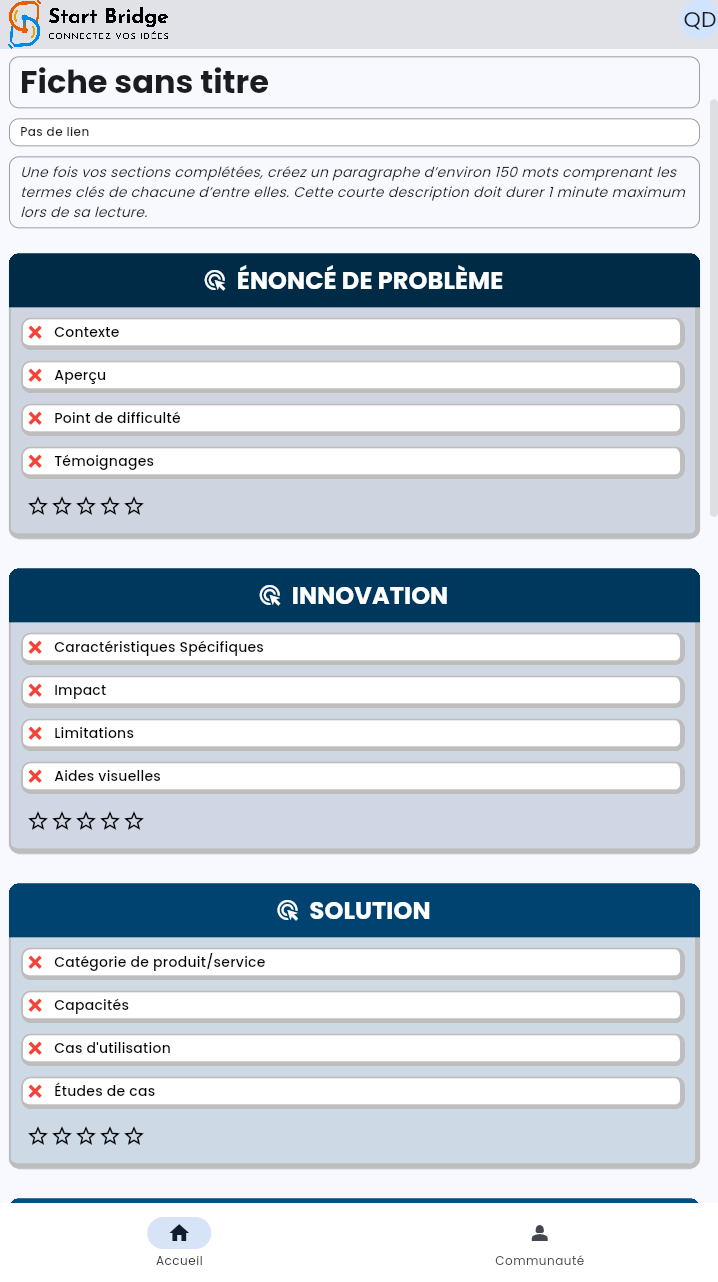 Start Bridge
CONNECTEZ VOS IDÉES
QD
Fiche sans titre
Pas de lien
Une fois vos sections complétées, créez un paragraphe d’environ 150 mots comprenant les
termes clés de chacune d’entre elles. Cette courte description doit durer 1 minute maximum
lors de sa lecture.
ÉNONCÉ DE PROBLÈME
Contexte
Aperçu
Point de difficulté
Témoignages
INNOVATION
Caractéristiques Spécifiques
Impact
Limitations
Aides visuelles
SOLUTION
Catégorie de produit/service
Capacités
Cas d'utilisation
Études de cas
Accueil
Communauté